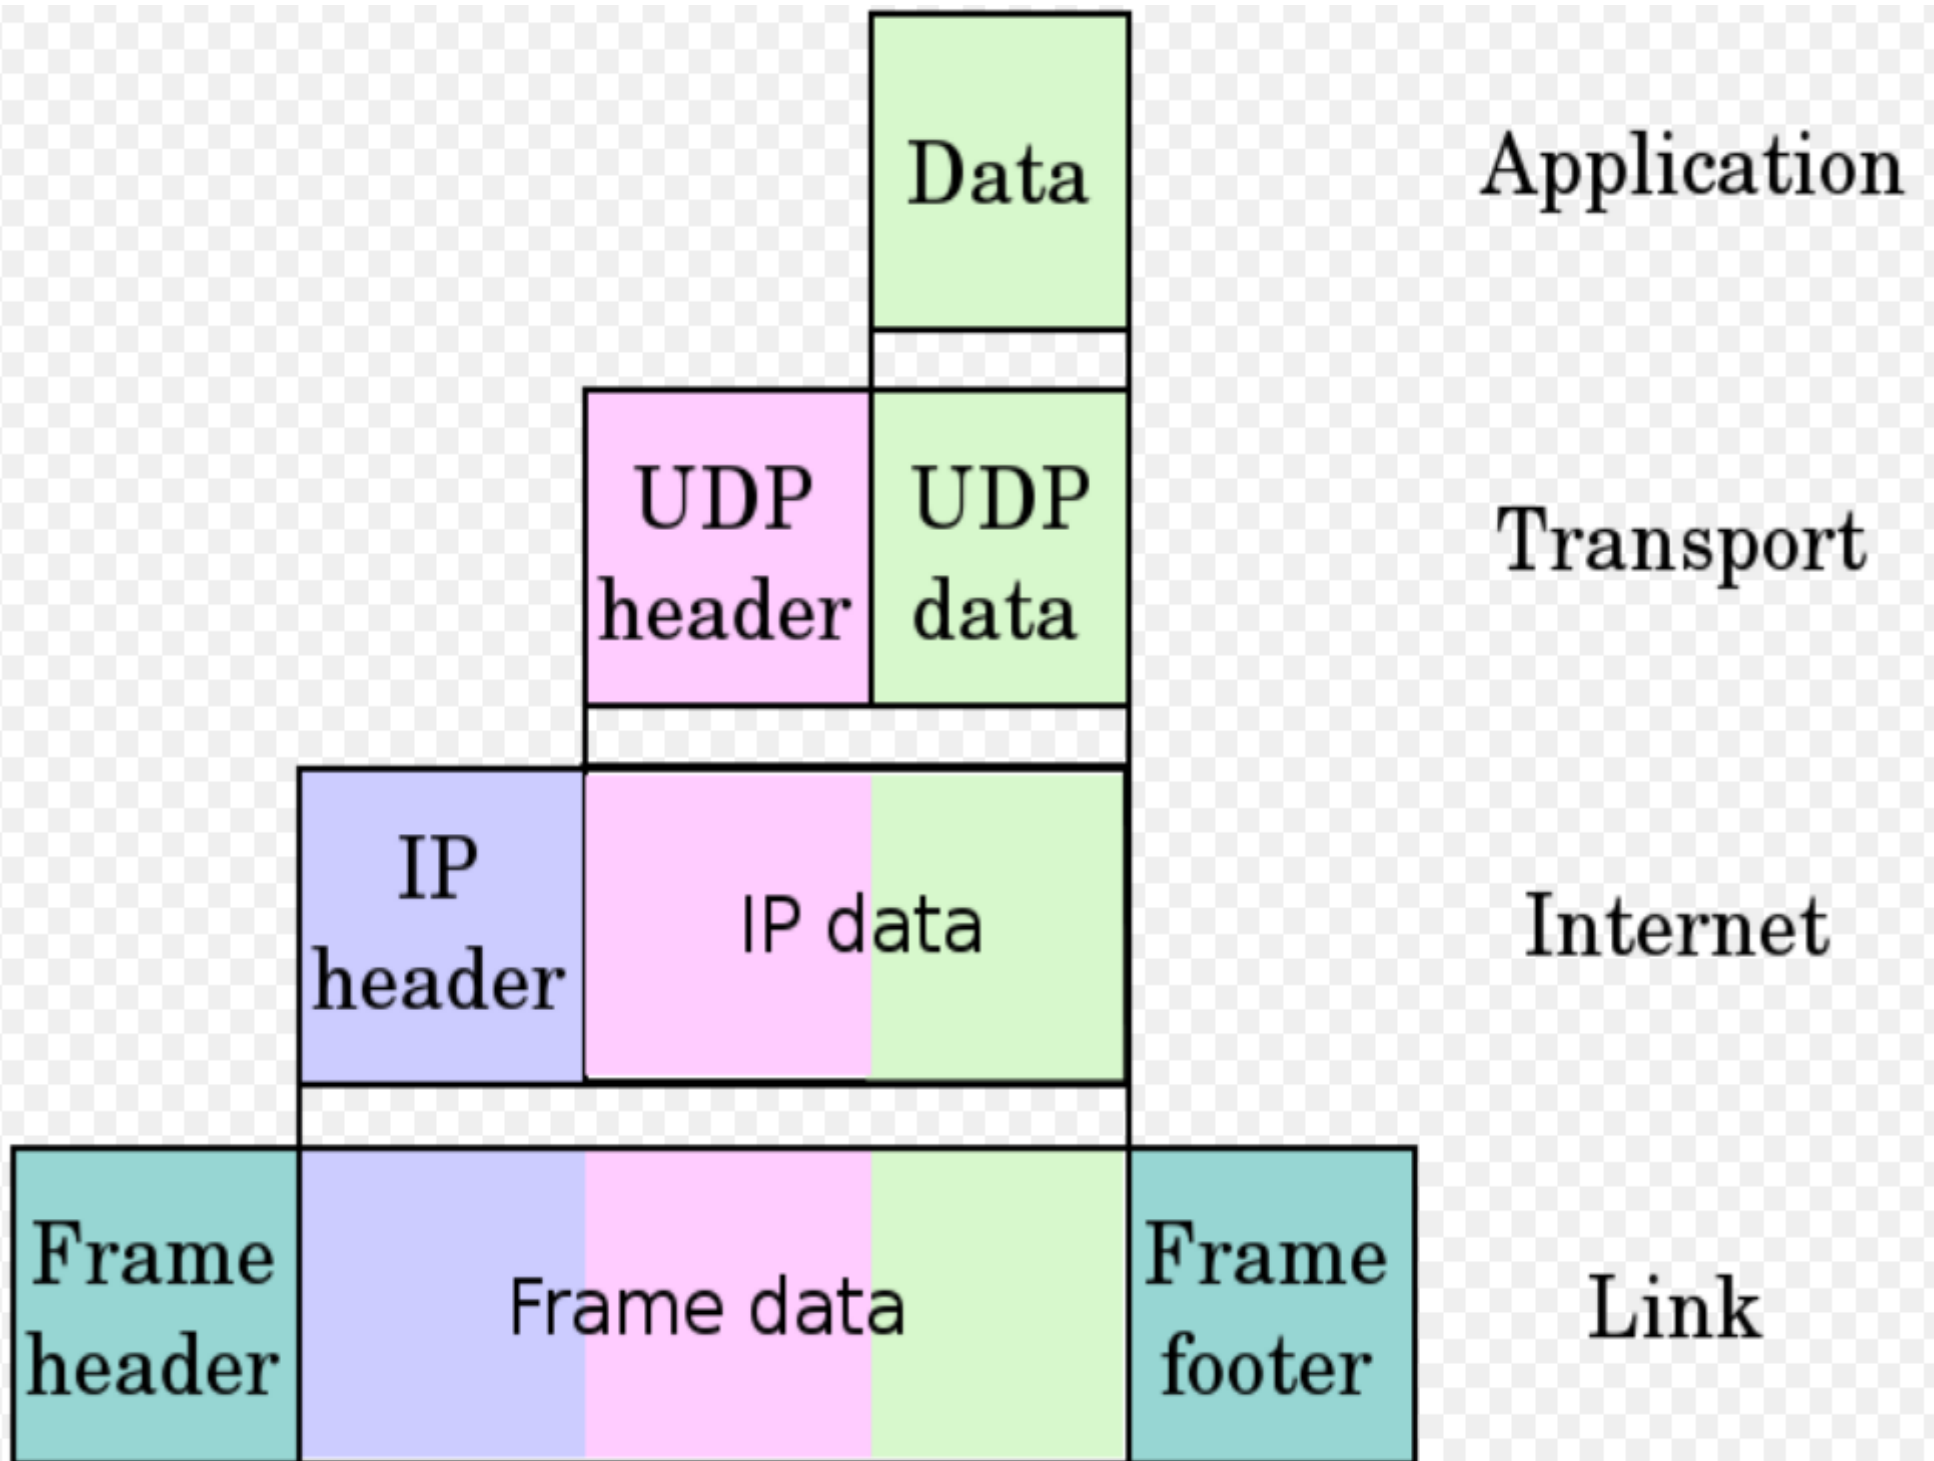 Data
Application
UDP
header
UDP
data
Transport
IP
header
IP data
Internet
Frame
header
Frame data
Frame
footer
Link